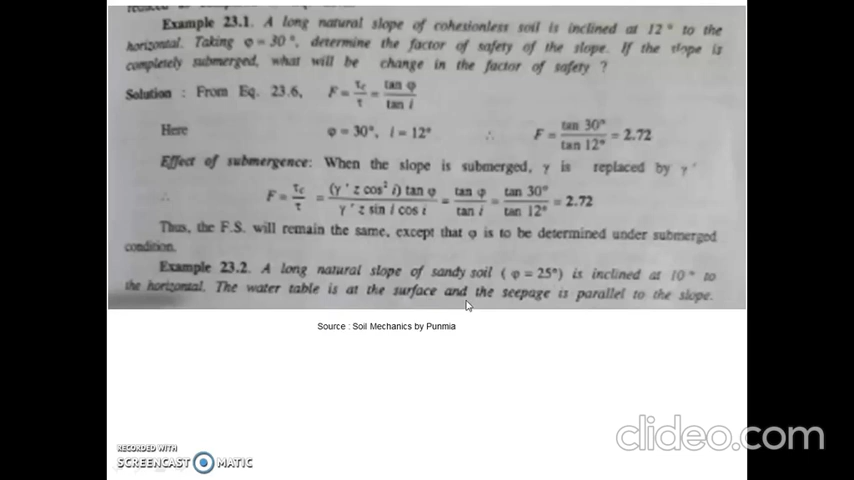 Example 23.1. A long natural slope of cohesionless soil is inclined at 12° to the
horizontal. Taking φ = 30°, determine the factor of safety of the slope. If the slope is
completely submerged, what will be change in the factor of safety ?
Solution : From Eq. 23.6, F = τc/τ = tan φ/tan i
Here φ = 30°, i = 12° ∴ F = tan 30°/tan 12° = 2.72
Effect of submergence: When the slope is submerged, γ is replaced by γ'
∴ F = τc/τ = (γ' z cos² i) tan φ/γ' z sin i cos i = tan φ/tan i = tan 30°/tan 12° = 2.72
Thus, the F.S. will remain the same, except that φ is to be determined under submerged
condition.
Example 23.2. A long natural slope of sandy soil ( φ = 25°) is inclined at 10° to
the horizontal. The water table is at the surface and the seepage is parallel to the slope.
Source : Soil Mechanics by Punmia
RECORDED WITH
SCREENCAST MATIC
clideo.com